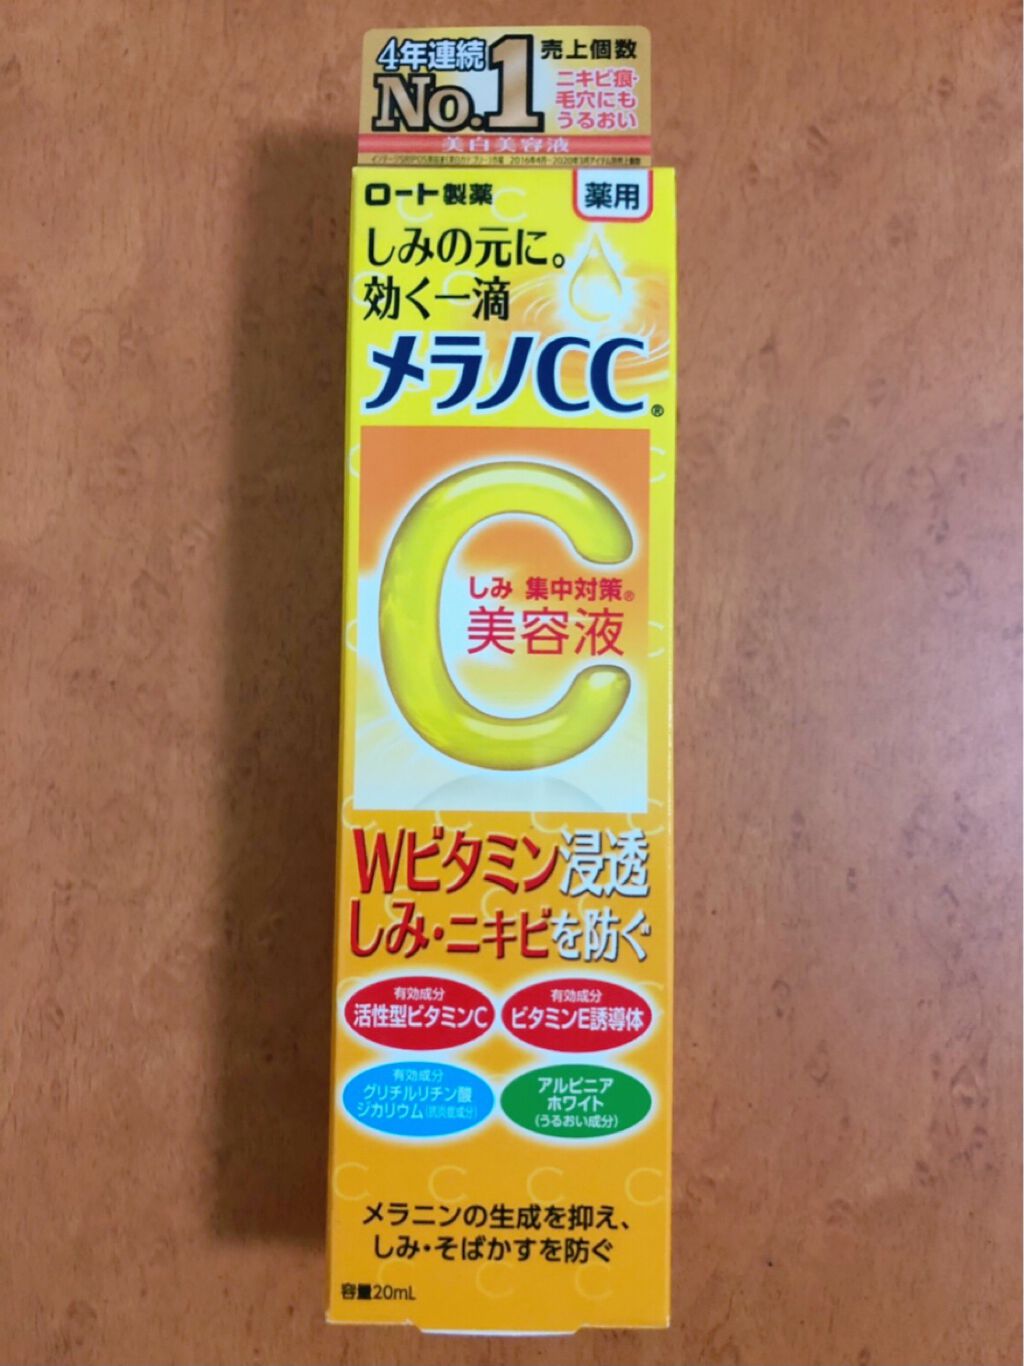 4年連続
No.1
売上個数
ニキビ痕・
毛穴にも
うるおい
美白美容液
ロート製薬
薬用
しみの元に。
効く一滴
メラノCC®
しみ 集中対策®
美容液
Wビタミン浸透
しみ・ニキビを防ぐ
有効成分
活性型ビタミンC
有効成分
ビタミンE誘導体
有効成分
グリチルリチン酸
ジカリウム(抗炎症成分)
アルピニア
ホワイト
(うるおい成分)
メラニンの生成を抑え、
しみ・そばかすを防ぐ
容量20mL